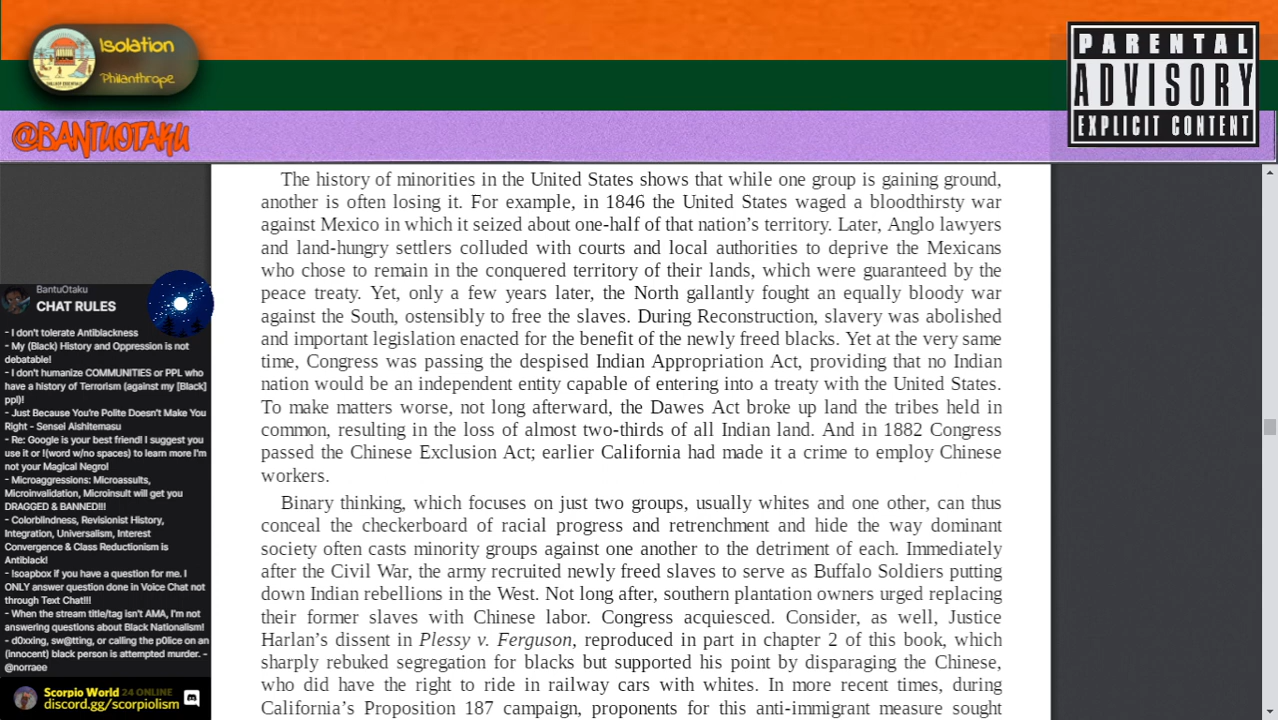 Isolation
Philanthrope
@BANTUOTAKU
PARENTAL
ADVISORY
EXPLICIT CONTENT
The history of minorities in the United States shows that while one group is gaining ground,
another is often losing it. For example, in 1846 the United States waged a bloodthirsty war
against Mexico in which it seized about one-half of that nation’s territory. Later, Anglo lawyers
and land-hungry settlers colluded with courts and local authorities to deprive the Mexicans
who chose to remain in the conquered territory of their lands, which were guaranteed by the
peace treaty. Yet, only a few years later, the North gallantly fought an equally bloody war
against the South, ostensibly to free the slaves. During Reconstruction, slavery was abolished
and important legislation enacted for the benefit of the newly freed blacks. Yet at the very same
time, Congress was passing the despised Indian Appropriation Act, providing that no Indian
nation would be an independent entity capable of entering into a treaty with the United States.
To make matters worse, not long afterward, the Dawes Act broke up land the tribes held in
common, resulting in the loss of almost two-thirds of all Indian land. And in 1882 Congress
passed the Chinese Exclusion Act; earlier California had made it a crime to employ Chinese
workers.
Binary thinking, which focuses on just two groups, usually whites and one other, can thus
conceal the checkerboard of racial progress and retrenchment and hide the way dominant
society often casts minority groups against one another to the detriment of each. Immediately
after the Civil War, the army recruited newly freed slaves to serve as Buffalo Soldiers putting
down Indian rebellions in the West. Not long after, southern plantation owners urged replacing
their former slaves with Chinese labor. Congress acquiesced. Consider, as well, Justice
Harlan’s dissent in Plessy v. Ferguson, reproduced in part in chapter 2 of this book, which
sharply rebuked segregation for blacks but supported his point by disparaging the Chinese,
who did have the right to ride in railway cars with whites. In more recent times, during
California’s Proposition 187 campaign, proponents for this anti-immigrant measure sought
BantuOtaku
CHAT RULES
- I don't tolerate Antiblackness
- My (Black) History and Oppression is not
debatable!
- I don't humanize COMMUNITIES or PPL who
have a history of Terrorism (against my [Black]
ppl)!
- Just Because You're Polite Doesn't Make You
Right - Sensei Aishitemasu
- Re: Google is your best friend! I suggest you
use it or !(word w/no spaces) to learn more I'm
not your Magical Negro!
- Microaggressions: Microassults,
Microinvalidation, Microinsult will get you
DRAGGED & BANNED!!!
- Colorblindness, Revisionist History,
Integration, Universalism, Interest
Convergence & Class Reductionism is
Antiblack!
- !soapbox if you have a question for me. I
ONLY answer question done in Voice Chat not
through Text Chat!!!
- When the stream title/tag isn't AMA, I'm not
answering questions about Black Nationalism!
- d0xxing, sw@tting, or calling the p0lice on an
(innocent) black person is attempted murder. -
@norraee
Scorpio World 24 ONLINE
discord.gg/scorpiolism